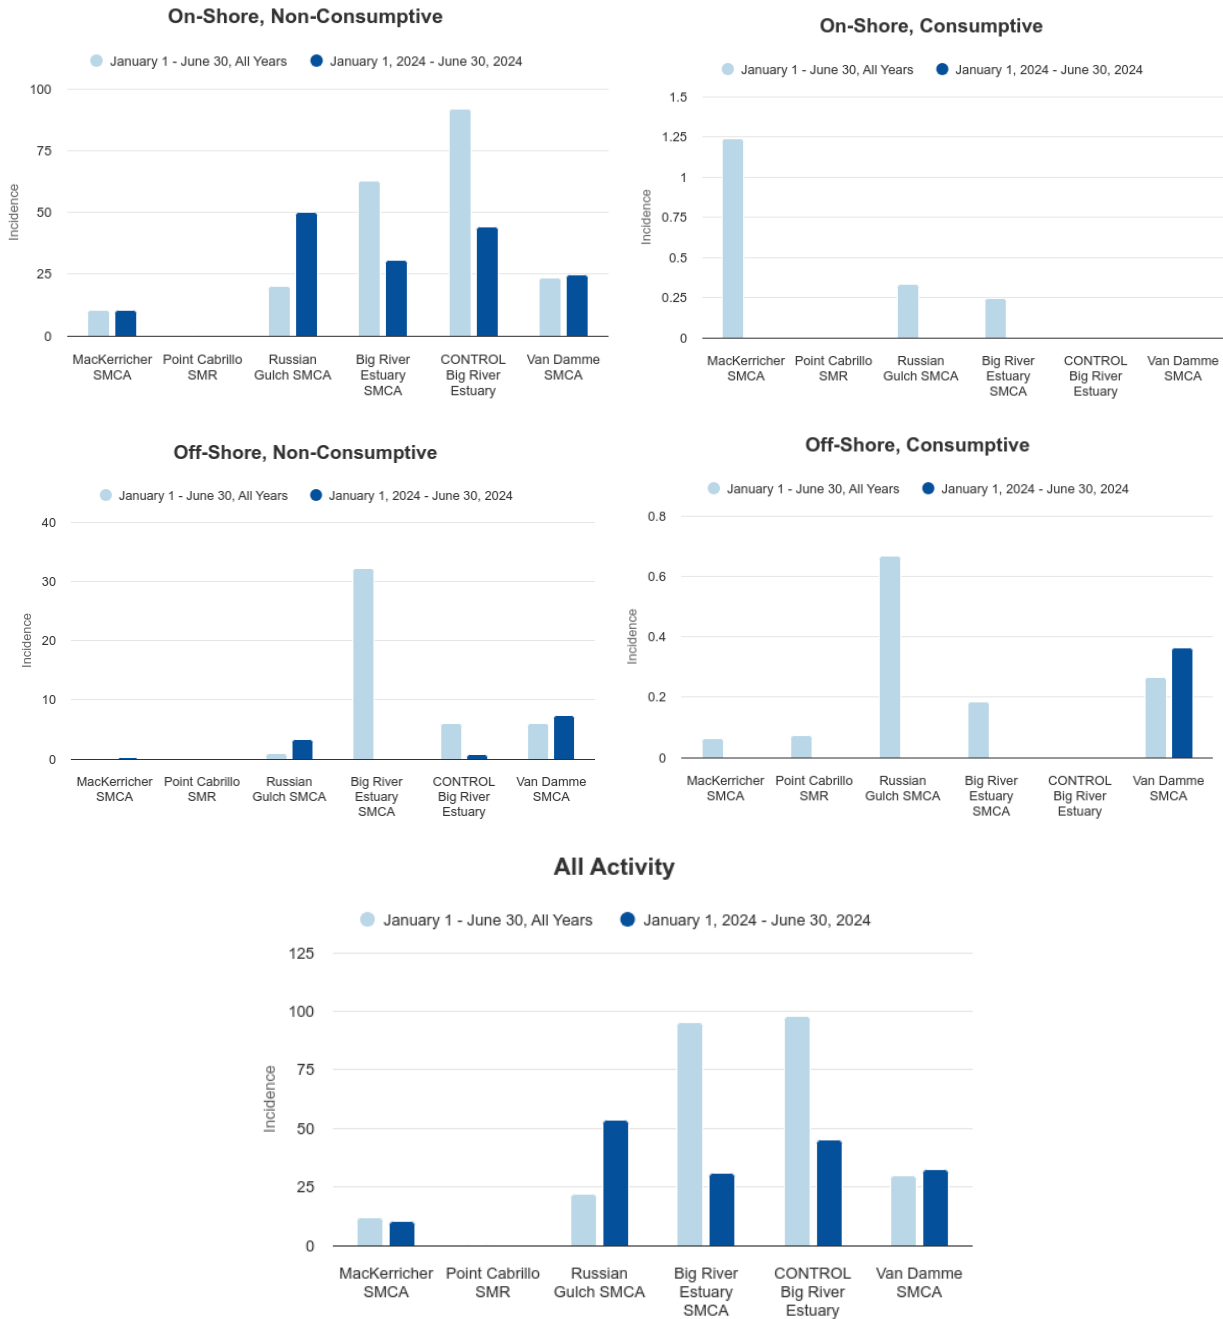 On-Shore, Non-Consumptive
January 1 - June 30, All Years
January 1, 2024 - June 30, 2024
100
75
50
25
0
Incidence
MacKerricher
SMCA
Point Cabrillo
SMR
Russian
Gulch SMCA
Big River
Estuary
SMCA
CONTROL
Big River
Estuary
Van Damme
SMCA
On-Shore, Consumptive
January 1 - June 30, All Years
January 1, 2024 - June 30, 2024
1.5
1.25
1
0.75
0.5
0.25
0
Incidence
MacKerricher
SMCA
Point Cabrillo
SMR
Russian
Gulch SMCA
Big River
Estuary
SMCA
CONTROL
Big River
Estuary
Van Damme
SMCA
Off-Shore, Non-Consumptive
January 1 - June 30, All Years
January 1, 2024 - June 30, 2024
40
30
20
10
0
Incidence
MacKerricher
SMCA
Point Cabrillo
SMR
Russian
Gulch SMCA
Big River
Estuary
SMCA
CONTROL
Big River
Estuary
Van Damme
SMCA
Off-Shore, Consumptive
January 1 - June 30, All Years
January 1, 2024 - June 30, 2024
0.8
0.6
0.4
0.2
0
Incidence
MacKerricher
SMCA
Point Cabrillo
SMR
Russian
Gulch SMCA
Big River
Estuary
SMCA
CONTROL
Big River
Estuary
Van Damme
SMCA
All Activity
January 1 - June 30, All Years
January 1, 2024 - June 30, 2024
125
100
75
50
25
0
Incidence
MacKerricher
SMCA
Point Cabrillo
SMR
Russian
Gulch SMCA
Big River
Estuary
SMCA
CONTROL
Big River
Estuary
Van Damme
SMCA